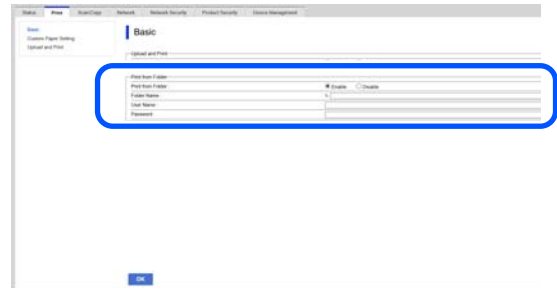 Status Print Scan/Copy Network Network Security Product Security Device Management
Basic
Custom Paper Setting
Upload and Print
Basic
Upload and Print
Print from Folder
Print from Folder : Enable Disable
Folder Name : \\
User Name :
Password :
OK